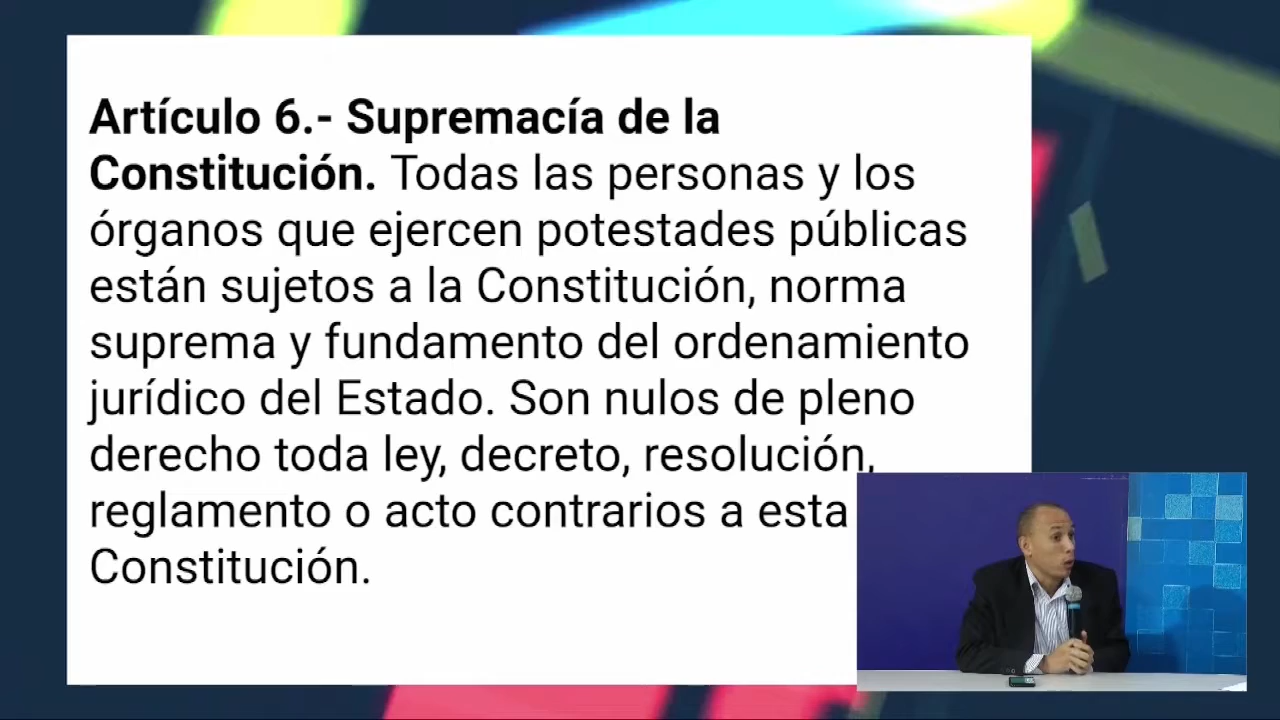 Artículo 6.- Supremacía de la
Constitución. Todas las personas y los
órganos que ejercen potestades públicas
están sujetos a la Constitución, norma
suprema y fundamento del ordenamiento
jurídico del Estado. Son nulos de pleno
derecho toda ley, decreto, resolución,
reglamento o acto contrarios a esta
Constitución.